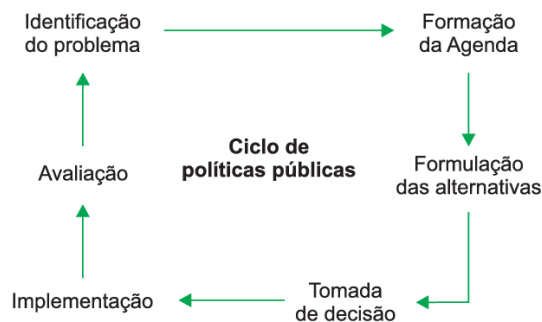 Identificação
do problema
Formação
da Agenda
Ciclo de
políticas públicas
Avaliação
Formulação
das alternativas
Implementação
Tomada
de decisão